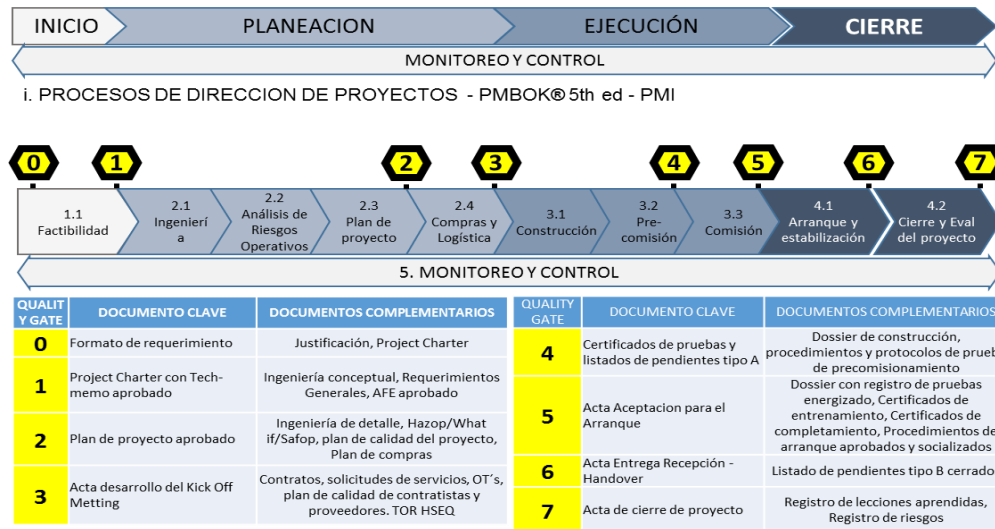 INICIO
PLANEACION
EJECUCIÓN
CIERRE
MONITOREO Y CONTROL
i. PROCESOS DE DIRECCION DE PROYECTOS - PMBOK® 5th ed - PMI
0
1
2
3
4
5
6
7
1.1
Factibilidad
2.1
Ingenierí
a
2.2
Análisis de
Riesgos
Operativos
2.3
Plan de
proyecto
2.4
Compras y
Logística
3.1
Construcción
3.2
Pre-
comisión
3.3
Comisión
4.1
Arranque y
estabilización
4.2
Cierre y Eval
del proyecto
5. MONITOREO Y CONTROL
QUALIT
Y GATE
DOCUMENTO CLAVE
DOCUMENTOS COMPLEMENTARIOS
0
Formato de requerimiento
Justificación, Project Charter
1
Project Charter con Tech-
memo aprobado
Ingeniería conceptual, Requerimientos
Generales, AFE aprobado
2
Plan de proyecto aprobado
Ingeniería de detalle, Hazop/What
if/Safop, plan de calidad del proyecto,
Plan de compras
3
Acta desarrollo del Kick Off
Metting
Contratos, solicitudes de servicios, OT´s,
plan de calidad de contratistas y
proveedores. TOR HSEQ
QUALITY
GATE
DOCUMENTO CLAVE
DOCUMENTOS COMPLEMENTARIOS
4
Certificados de pruebas y
listados de pendientes tipo A
Dossier de construcción,
procedimientos y protocolos de prueb
de precomisionamiento
5
Acta Aceptacion para el
Arranque
Dossier con registro de pruebas
energizado, Certificados de
entrenamiento, Certificados de
completamiento, Procedimientos de
arranque aprobados y socializados
6
Acta Entrega Recepción -
Handover
Listado de pendientes tipo B cerrado
7
Acta de cierre de proyecto
Registro de lecciones aprendidas,
Registro de riesgos